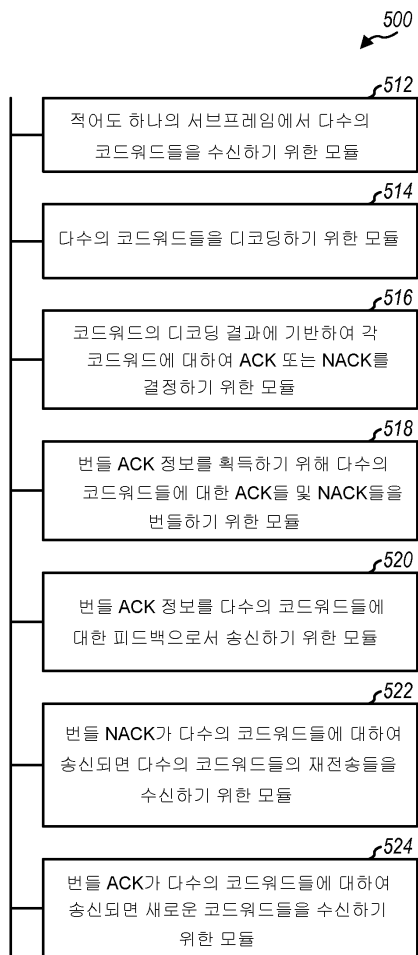 500
512
적어도 하나의 서브프레임에서 다수의
코드워드들을 수신하기 위한 모듈
514
다수의 코드워드들을 디코딩하기 위한 모듈
516
코드워드의 디코딩 결과에 기반하여 각
코드워드에 대하여 ACK 또는 NACK를
결정하기 위한 모듈
518
번들 ACK 정보를 획득하기 위해 다수의
코드워드들에 대한 ACK들 및 NACK들을
번들하기 위한 모듈
520
번들 ACK 정보를 다수의 코드워드들에
대한 피드백으로서 송신하기 위한 모듈
522
번들 NACK가 다수의 코드워드들에 대하여
송신되면 다수의 코드워드들의 재전송들을
수신하기 위한 모듈
524
번들 ACK가 다수의 코드워드들에 대하여
송신되면 새로운 코드워드들을 수신하기
위한 모듈